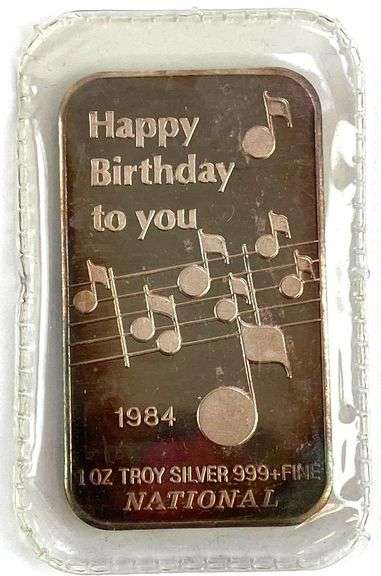 Happy
Birthday
to you
1984
1 OZ TROY SILVER 999+FINE
NATIONAL